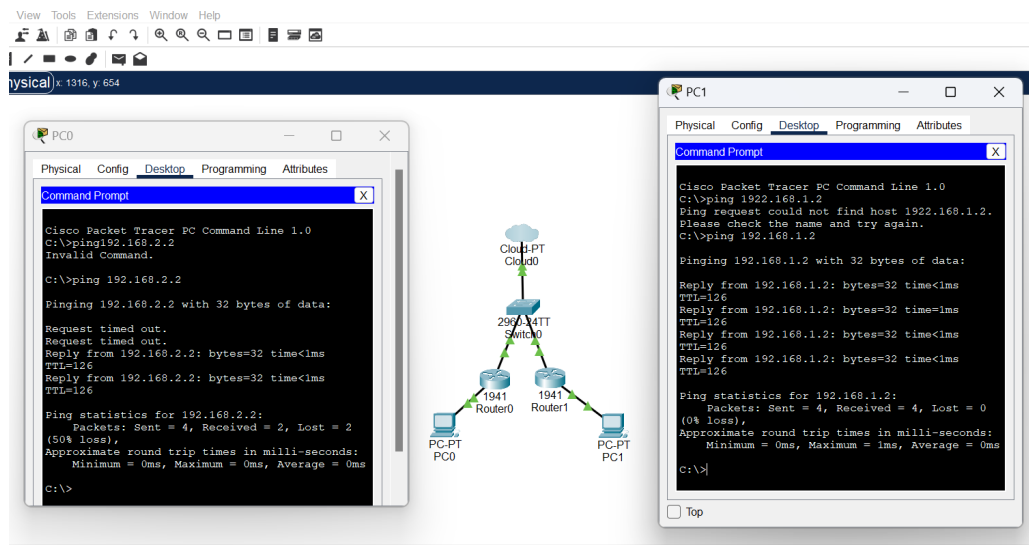 View Tools Extensions Window Help
ysical x: 1316, y: 654
PC0
Physical Config Desktop Programming Attributes
Command Prompt X
Cisco Packet Tracer PC Command Line 1.0
C:\>ping192.168.2.2
Invalid Command.
C:\>ping 192.168.2.2
Pinging 192.168.2.2 with 32 bytes of data:
Request timed out.
Request timed out.
Reply from 192.168.2.2: bytes=32 time<1ms
TTL=126
Reply from 192.168.2.2: bytes=32 time<1ms
TTL=126
Ping statistics for 192.168.2.2:
Packets: Sent = 4, Received = 2, Lost = 2
(50% loss),
Approximate round trip times in milli-seconds:
Minimum = 0ms, Maximum = 0ms, Average = 0ms
C:\>
Cloud-PT
Cloud0
2960-24TT
Switch0
1941
Router0
1941
Router1
PC-PT
PC0
PC-PT
PC1
PC1
Physical Config Desktop Programming Attributes
Command Prompt X
Cisco Packet Tracer PC Command Line 1.0
C:\>ping 1922.168.1.2
Ping request could not find host 1922.168.1.2.
Please check the name and try again.
C:\>ping 192.168.1.2
Pinging 192.168.1.2 with 32 bytes of data:
Reply from 192.168.1.2: bytes=32 time<1ms
TTL=126
Reply from 192.168.1.2: bytes=32 time=1ms
TTL=126
Reply from 192.168.1.2: bytes=32 time<1ms
TTL=126
Reply from 192.168.1.2: bytes=32 time<1ms
TTL=126
Ping statistics for 192.168.1.2:
Packets: Sent = 4, Received = 4, Lost = 0
(0% loss),
Approximate round trip times in milli-seconds:
Minimum = 0ms, Maximum = 1ms, Average = 0ms
C:\>
Top